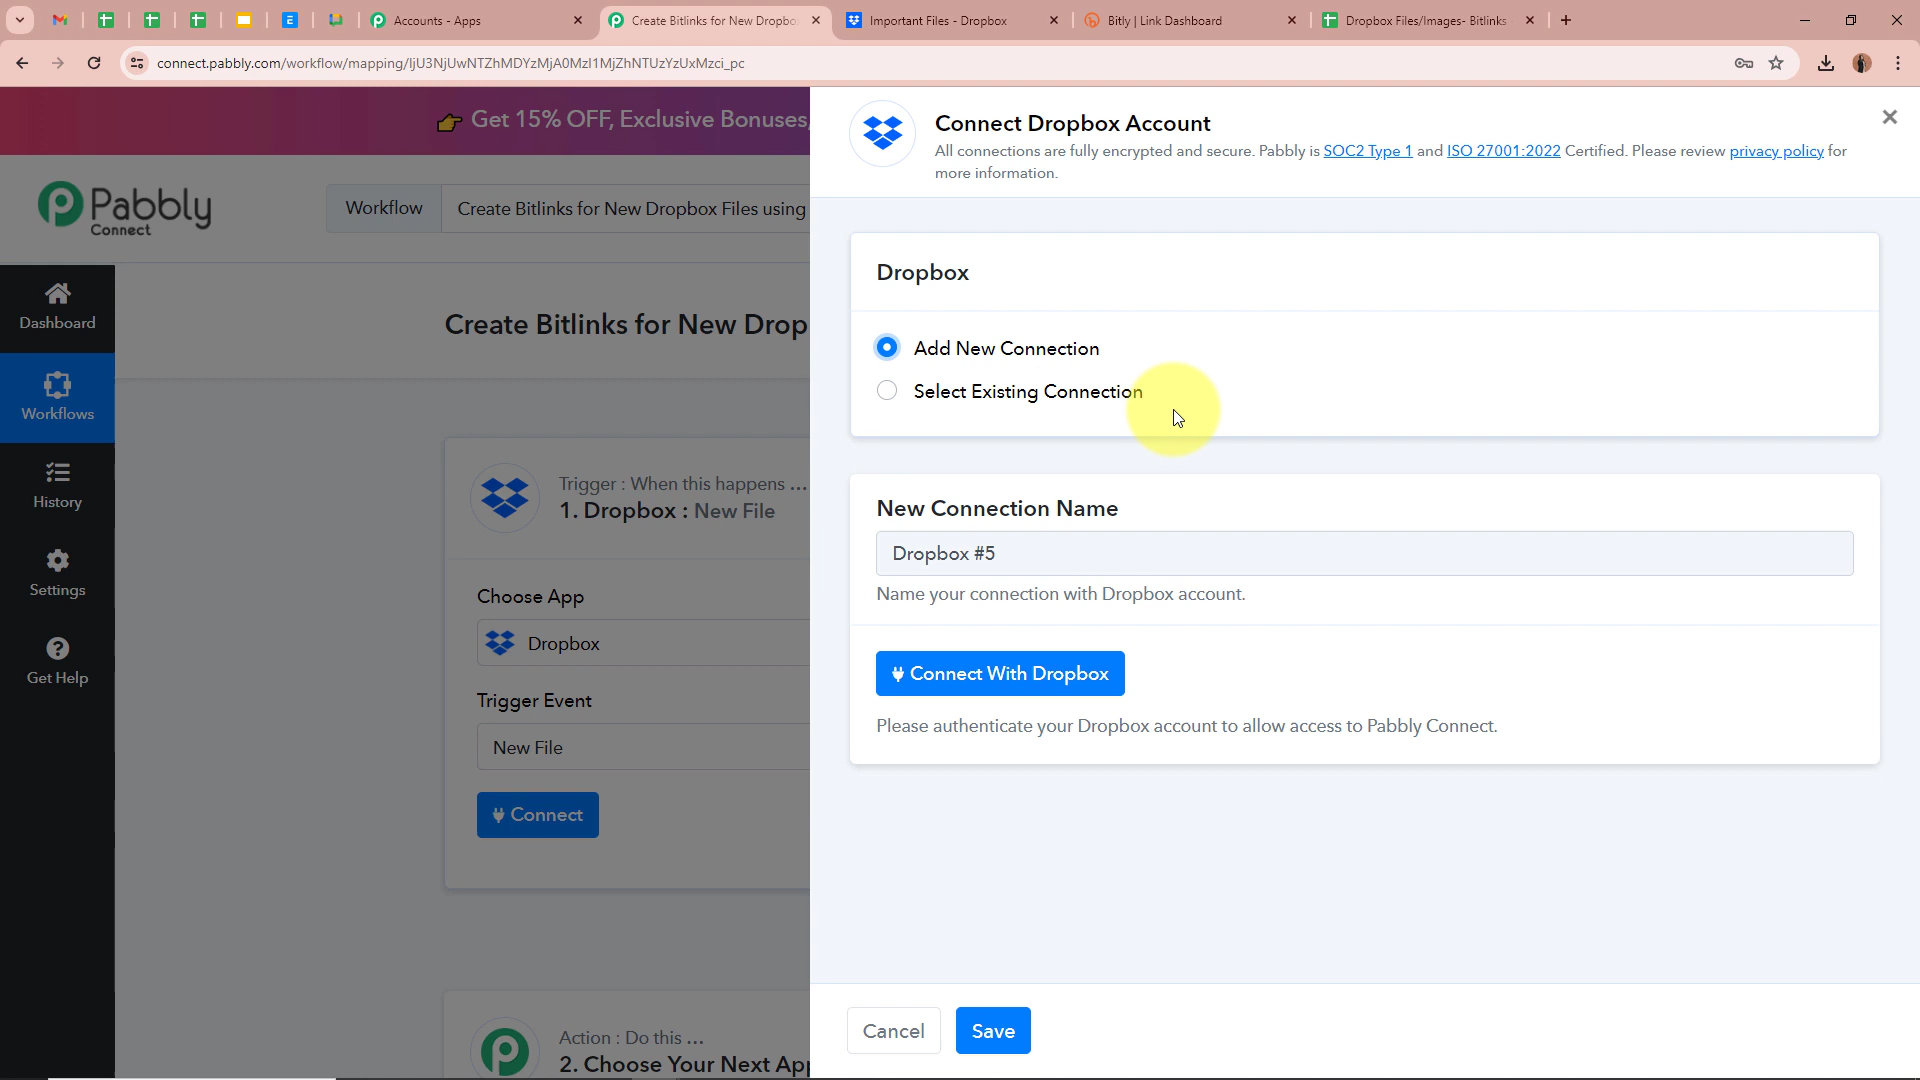 Accounts - Apps
Create Bitlinks for New Dropbo
Important Files - Dropbox
Bitly | Link Dashboard
Dropbox Files/Images- Bitlinks
connect.pabbly.com/workflow/mapping/IjU3NjUwNTZhMDYzMjA0MzI1MjZhNTUzYzUxMzci_pc
Get 15% OFF, Exclusive Bonuses,
Pabbly
Connect
Workflow
Create Bitlinks for New Dropbox Files using
Dashboard
Workflows
History
Settings
Get Help
Create Bitlinks for New Drop
Trigger : When this happens ...
1. Dropbox : New File
Choose App
Dropbox
Trigger Event
New File
Connect
Action : Do this ...
2. Choose Your Next App
Connect Dropbox Account
All connections are fully encrypted and secure. Pabbly is SOC2 Type 1 and ISO 27001:2022 Certified. Please review privacy policy for
more information.
Dropbox
Add New Connection
Select Existing Connection
New Connection Name
Dropbox #5
Name your connection with Dropbox account.
Connect With Dropbox
Please authenticate your Dropbox account to allow access to Pabbly Connect.
Cancel
Save